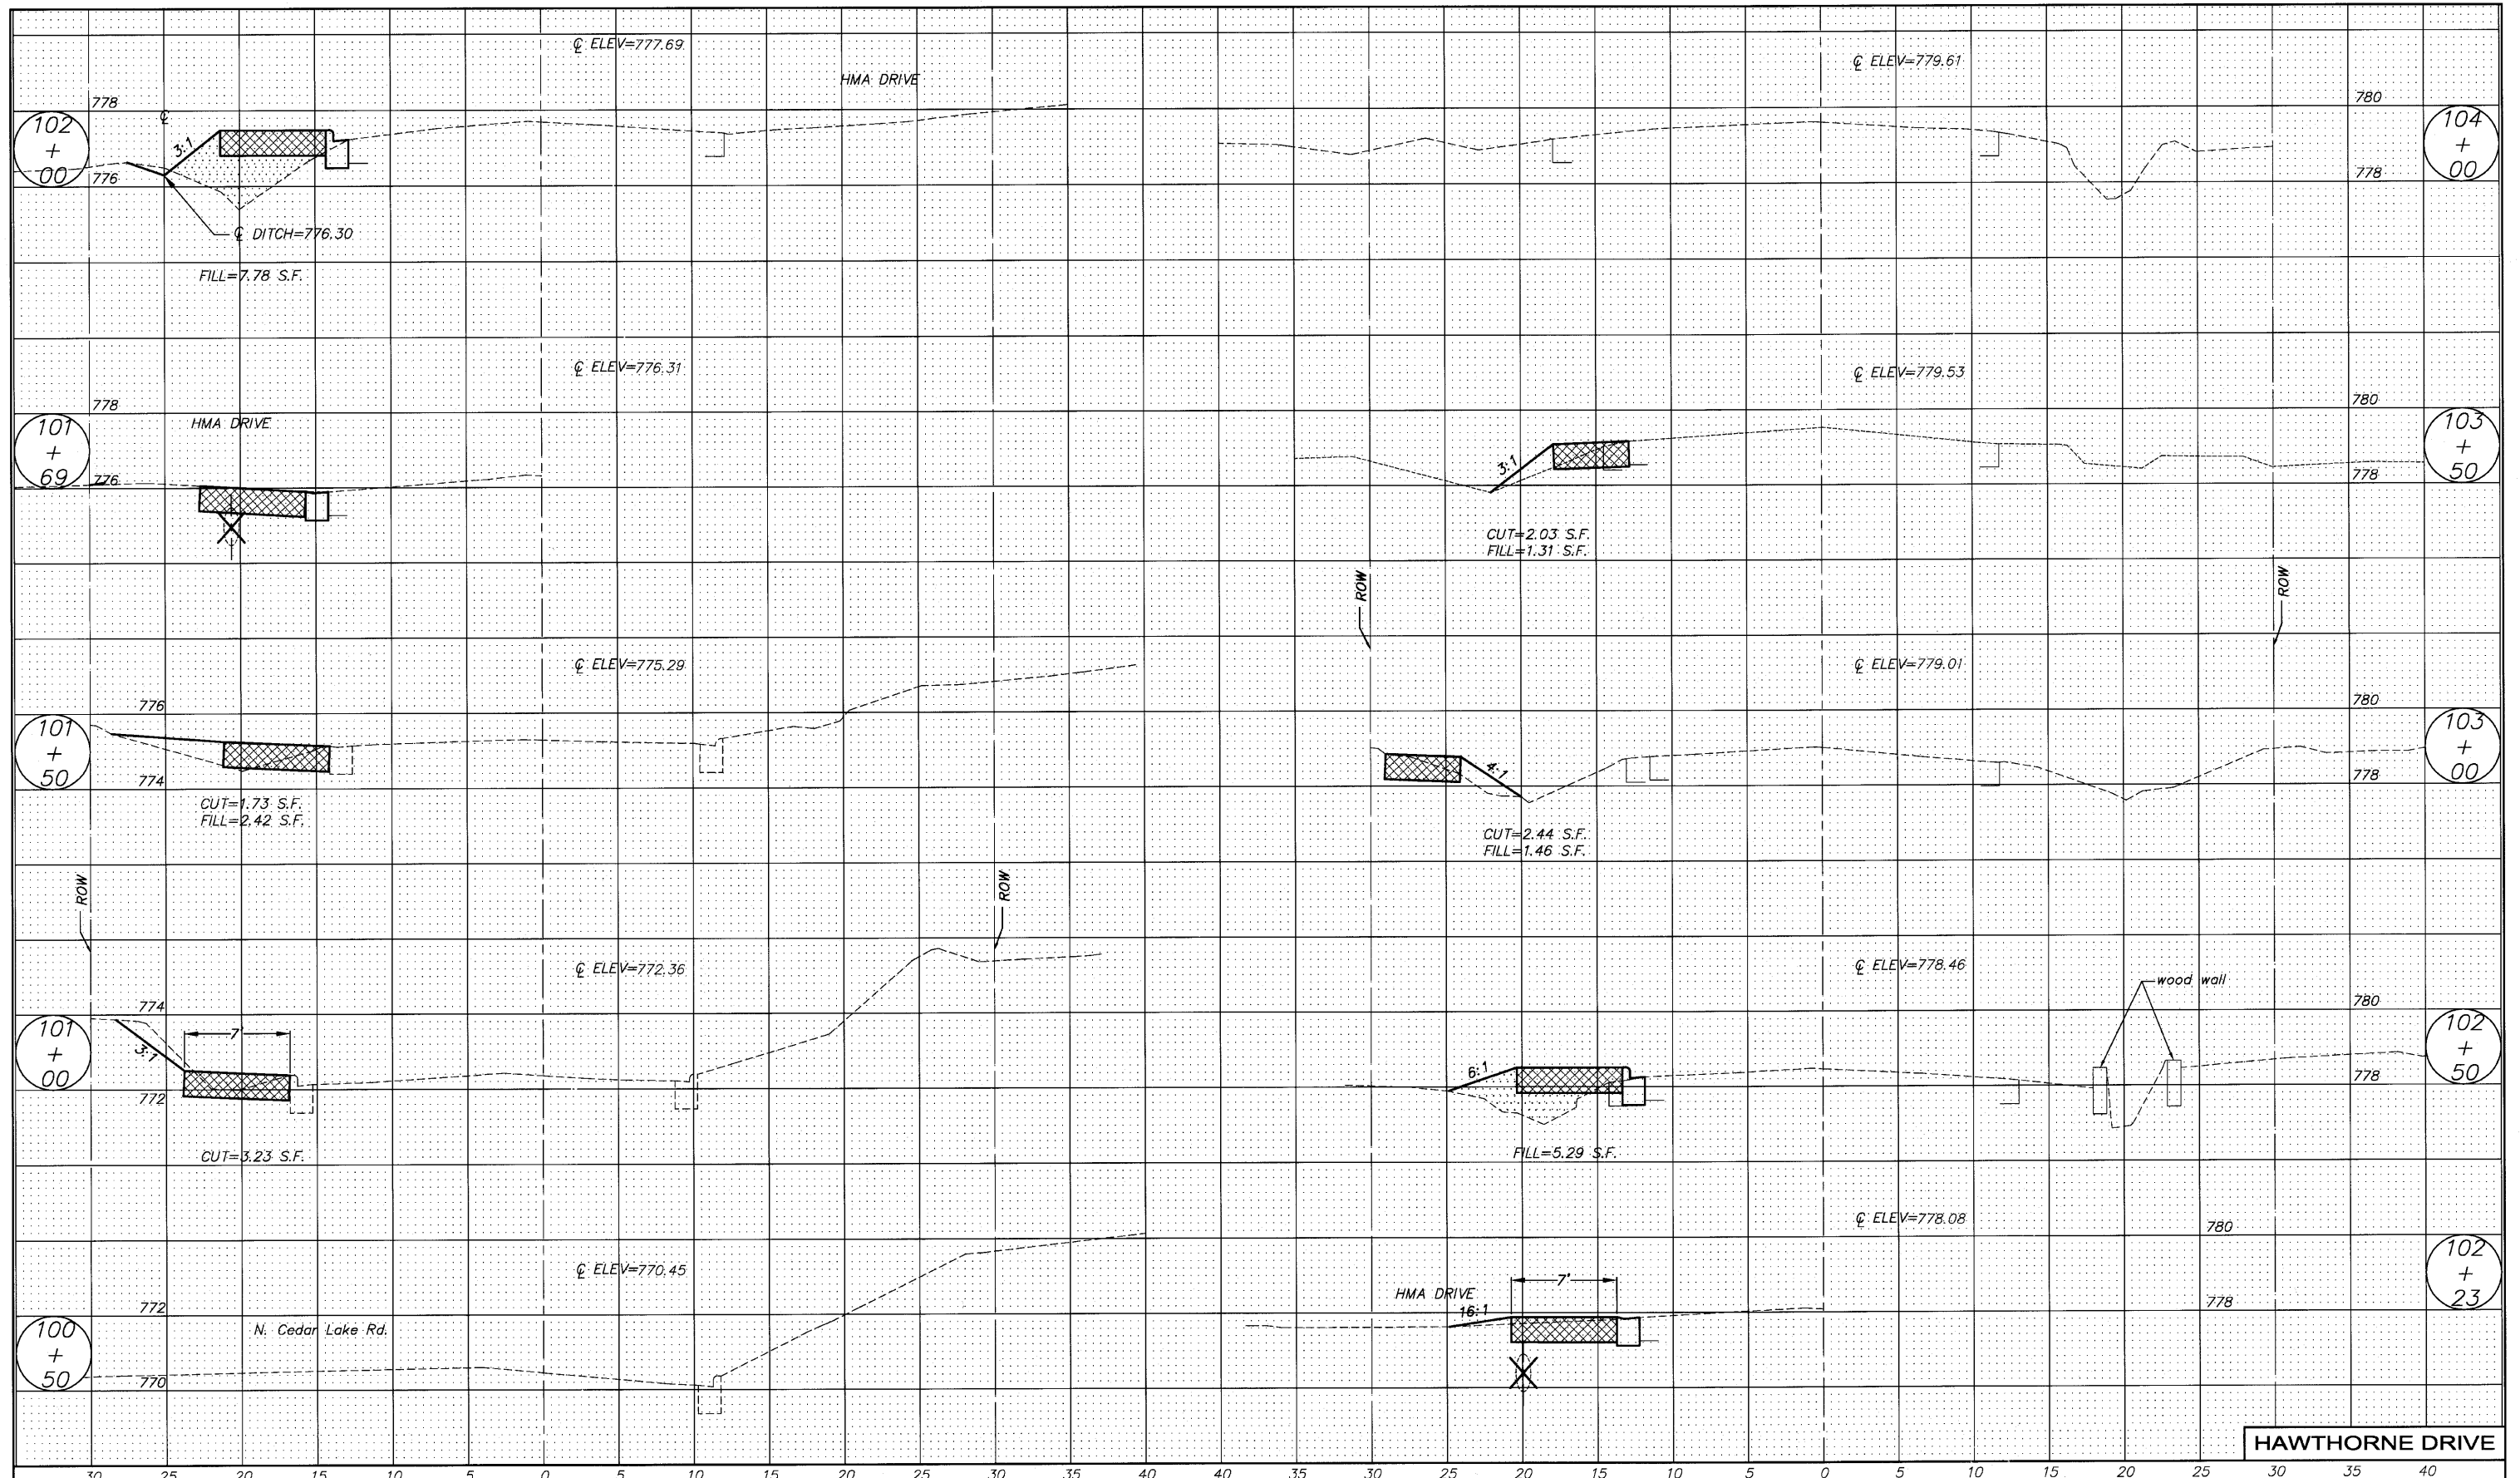 ℄ ELEV=777.69
HMA DRIVE
778
℄
102
+
00
3:1
776
℄ DITCH=776.30
FILL=7.78 S.F.
℄ ELEV=776.31
778
HMA DRIVE
101
+
69
776
℄ ELEV=775.29
776
101
+
50
774
CUT=1.73 S.F.
FILL=2.42 S.F.
ROW
ROW
℄ ELEV=772.36
774
101
+
00
7'
3:1
772
CUT=3.23 S.F.
℄ ELEV=770.45
772
100
+
50
N. Cedar Lake Rd.
770
℄ ELEV=779.61
780
104
+
00
778
℄ ELEV=779.53
780
103
+
50
3:1
778
CUT=2.03 S.F.
FILL=1.31 S.F.
ROW
ROW
℄ ELEV=779.01
780
103
+
00
4:1
778
CUT=2.44 S.F.
FILL=1.46 S.F.
℄ ELEV=778.46
wood wall
780
102
+
50
6:1
778
FILL=5.29 S.F.
℄ ELEV=778.08
780
102
+
23
7'
HMA DRIVE
16:1
778
HAWTHORNE DRIVE
5 30 25 20 15 10 5 0 5 10 15 20 25 30 35 40 40 35 30 25 20 15 10 5 0 5 10 15 20 25 30 35 40